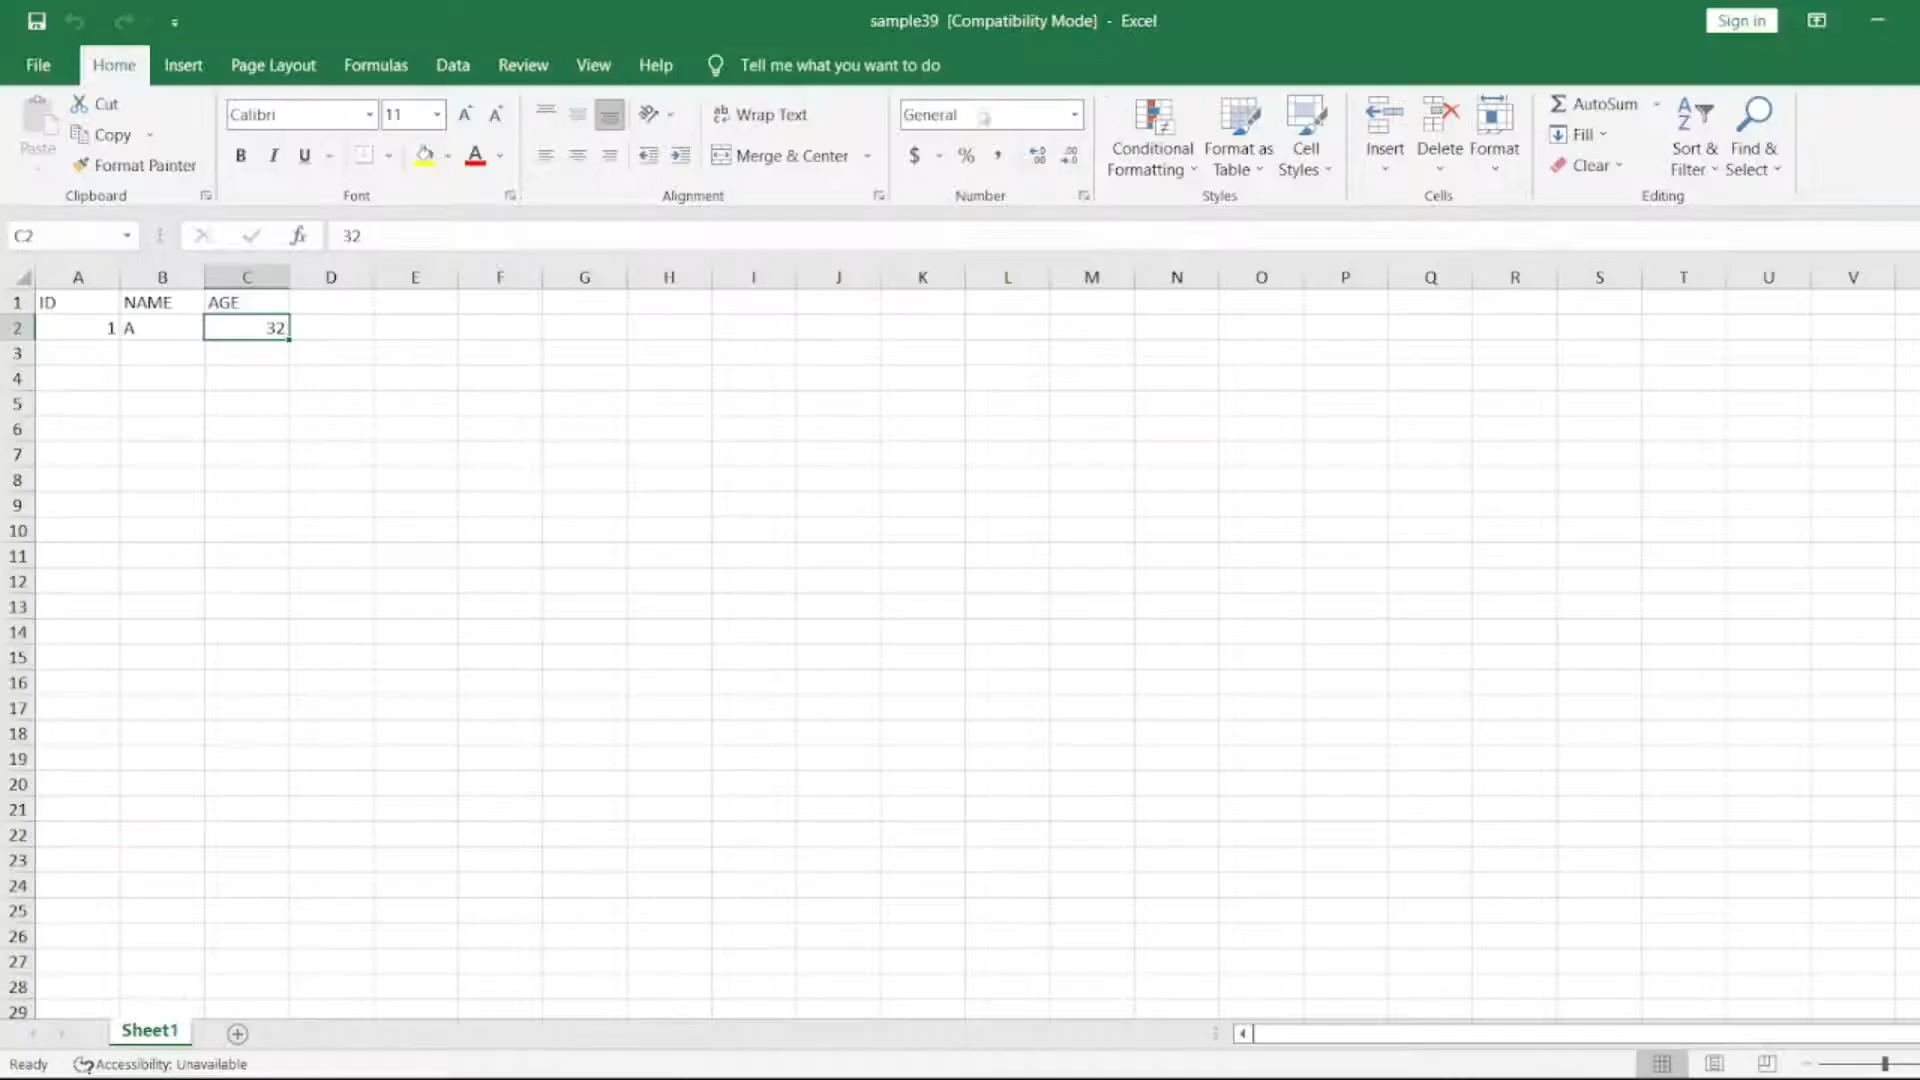 sample39 [Compatibility Mode] - Excel
Sign in
File Home Insert Page Layout Formulas Data Review View Help Tell me what you want to do
Paste
Cut
Copy
Format Painter
Clipboard
Calibri 11
B I U A
Font
Wrap Text
Merge & Center
Alignment
General
$ % ,
Number
Conditional Formatting
Format as Table
Cell Styles
Styles
Insert
Delete
Format
Cells
AutoSum
Fill
Clear
Sort & Filter
Find & Select
Editing
C2 fx 32
A B C D E F G H I J K L M N O P Q R S T U V
1 ID NAME AGE
2 1 A 32
3
4
5
6
7
8
9
10
11
12
13
14
15
16
17
18
19
20
21
22
23
24
25
26
27
28
29
Sheet1
Ready Accessibility: Unavailable